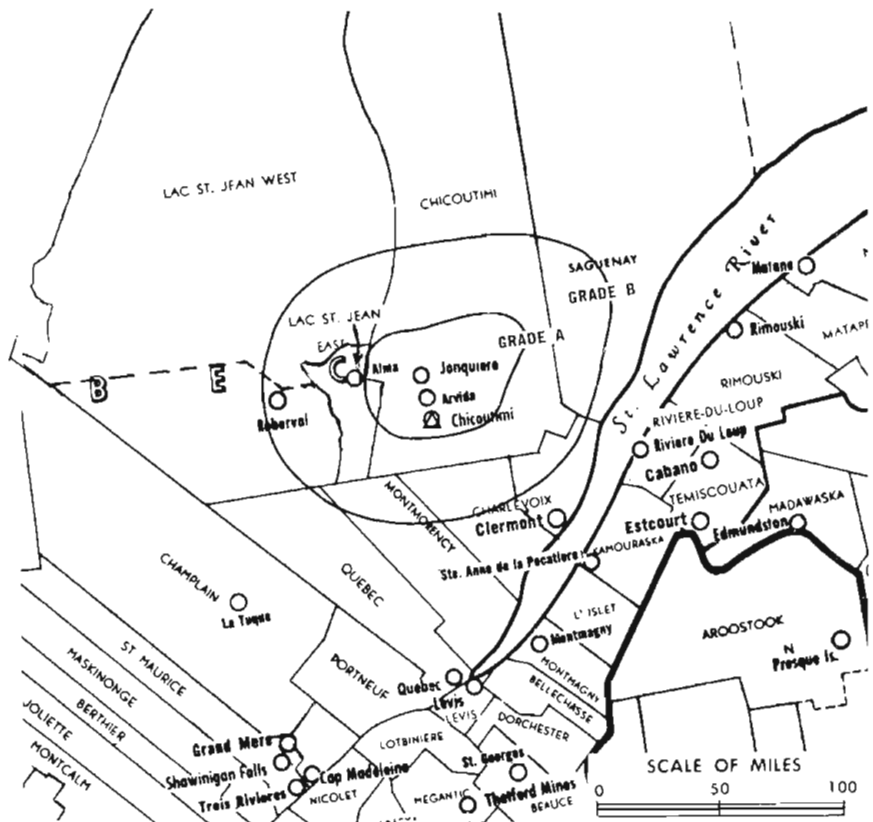 LAC ST. JEAN WEST
CHICOUTIMI
St. Lawrence River
SAGUENAY
Matane
GRADE B
LAC ST. JEAN
EAST
GRADE A
Rimouski
B
E
C
Alma
Jonquiere
RIMOUSKI
Arvida
Roberval
Chicoutimi
RIVIERE-DU-LOUP
Riviere Du Loup
Cabano
MONTMORENCY
TEMISCOUATA
MADAWASKA
CHARLEVOIX
Clermont
Estcourt
Edmundston
KAMOURASKA
Ste. Anne de la Pocatiere
CHAMPLAIN
QUEBEC
La Tuque
L'ISLET
AROOSTOOK
Montmagny
N
Presque Is.
ST. MAURICE
MASKINONGE
PORTNEUF
MONTMAGNY
BELLECHASSE
Quebec
Levis
LEVIS
BERTHIER
JOLIETTE
DORCHESTER
MONTCALM
Grand Mere
LOTBINIERE
St. Georges
SCALE OF MILES
Shawinigan Falls
Cap Madeleine
Trois Rivieres
NICOLET
MEGANTIC
Thetford Mines
BEAUCE
0 50 100